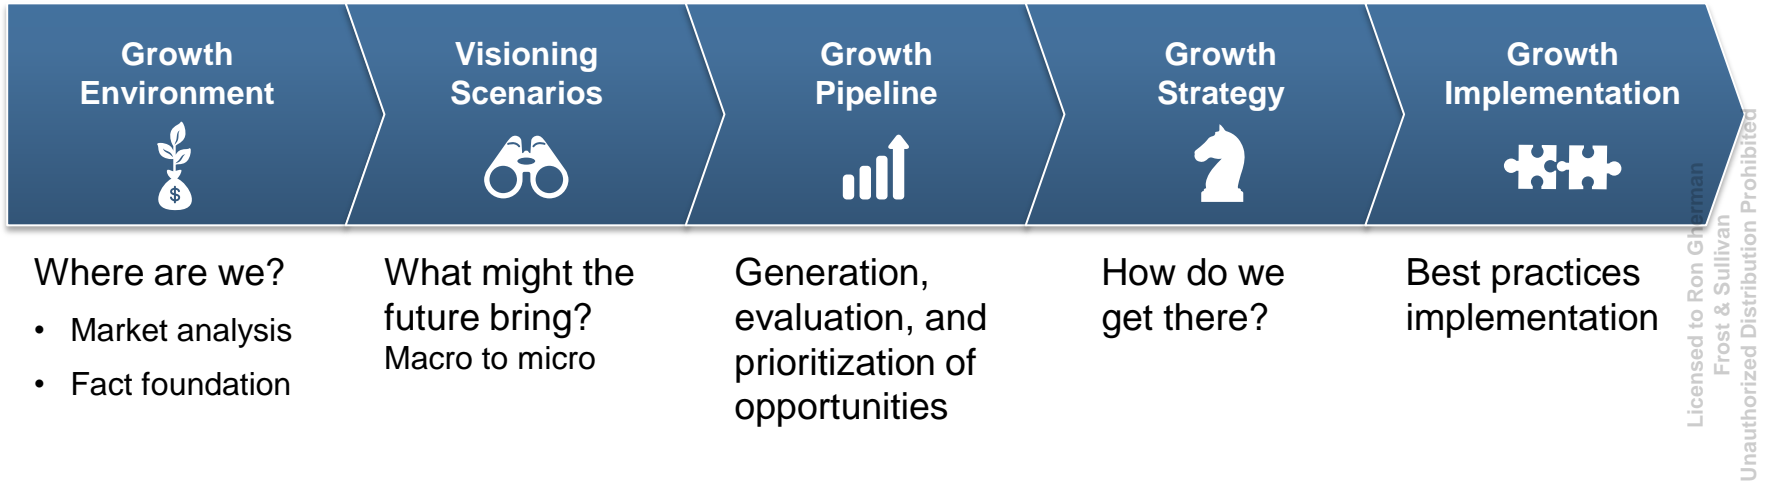 Growth
Environment
$
Visioning
Scenarios
Growth
Pipeline
Growth
Strategy
Growth
Implementation
Where are we?
• Market analysis
• Fact foundation
What might the
future bring?
Macro to micro
Generation,
evaluation, and
prioritization of
opportunities
How do we
get there?
Best practices
implementation
Licensed to Ron Gherman
Frost & Sullivan
Unauthorized Distribution Prohibited